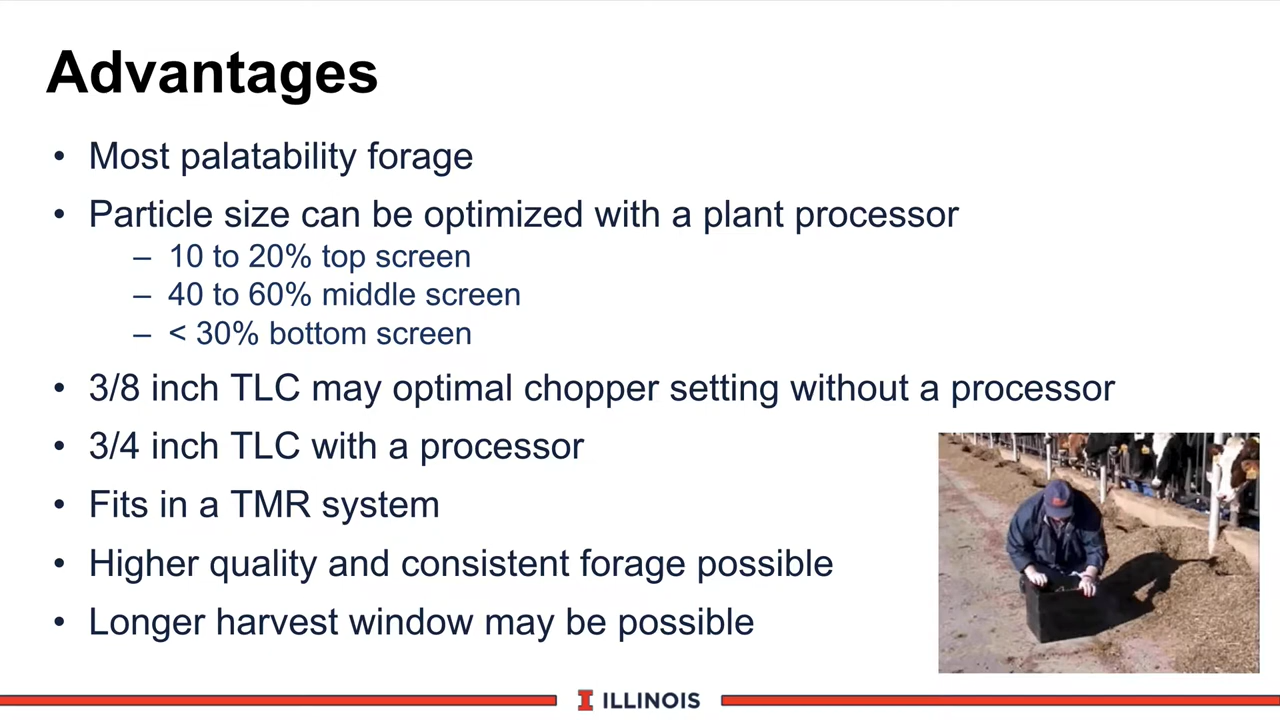 Advantages
• Most palatability forage
• Particle size can be optimized with a plant processor
– 10 to 20% top screen
– 40 to 60% middle screen
– < 30% bottom screen
• 3/8 inch TLC may optimal chopper setting without a processor
• 3/4 inch TLC with a processor
• Fits in a TMR system
• Higher quality and consistent forage possible
• Longer harvest window may be possible
I ILLINOIS